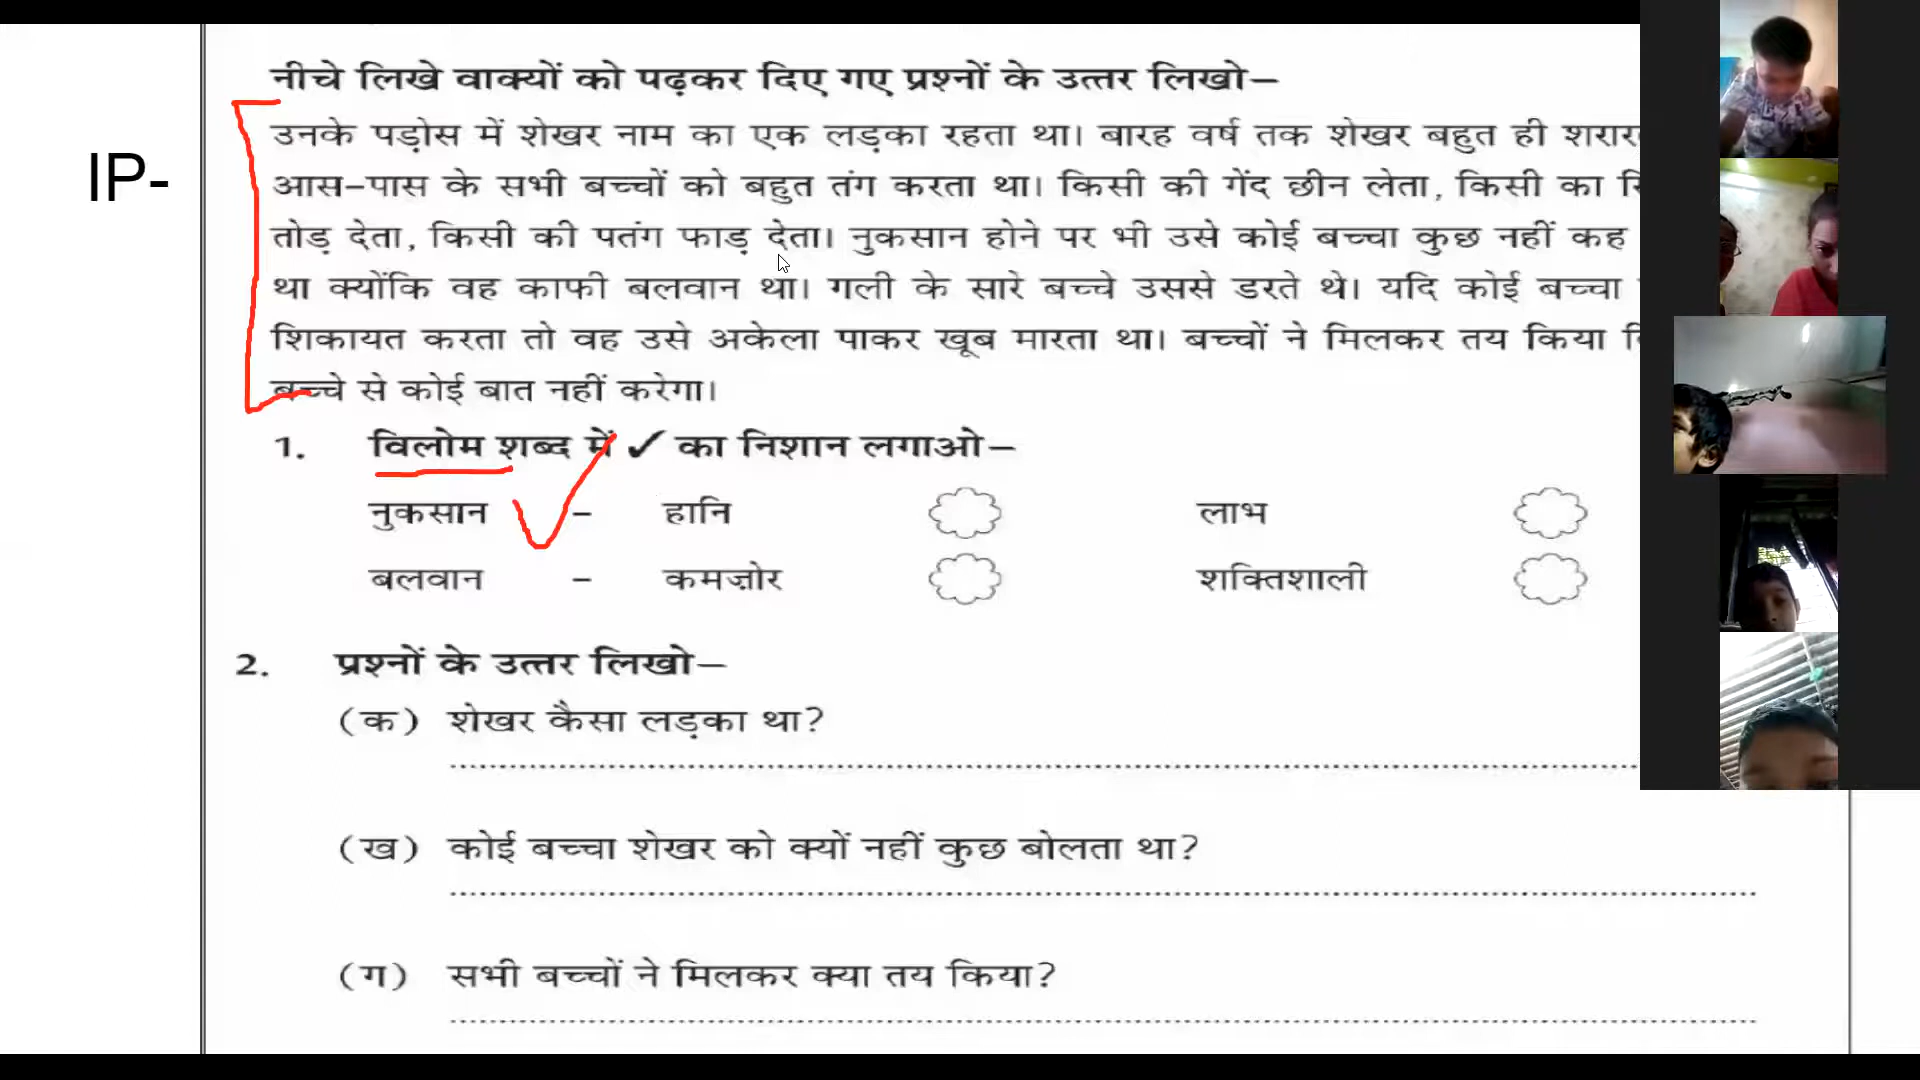 नीचे लिखे वाक्यों को पढ़कर दिए गए प्रश्नों के उत्तर लिखो–
IP-
उनके पड़ोस में शेखर नाम का एक लड़का रहता था। बारह वर्ष तक शेखर बहुत ही
आस-पास के सभी बच्चों को बहुत तंग करता था। किसी की गेंद छीन लेता, किसी का
तोड़ देता, किसी की पतंग फाड़ देता। नुकसान होने पर भी उसे कोई बच्चा कुछ नहीं कह
था क्योंकि वह काफी बलवान था। गली के सारे बच्चे उससे डरते थे। यदि कोई बच्चा
शिकायत करता तो वह उसे अकेला पाकर खूब मारता था। बच्चों ने मिलकर तय किया
बच्चे से कोई बात नहीं करेगा।
1. विलोम शब्द में ✓ का निशान लगाओ–
नुकसान – हानि लाभ
बलवान – कमज़ोर शक्तिशाली
2. प्रश्नों के उत्तर लिखो–
(क) शेखर कैसा लड़का था?
(ख) कोई बच्चा शेखर को क्यों नहीं कुछ बोलता था?
(ग) सभी बच्चों ने मिलकर क्या तय किया?